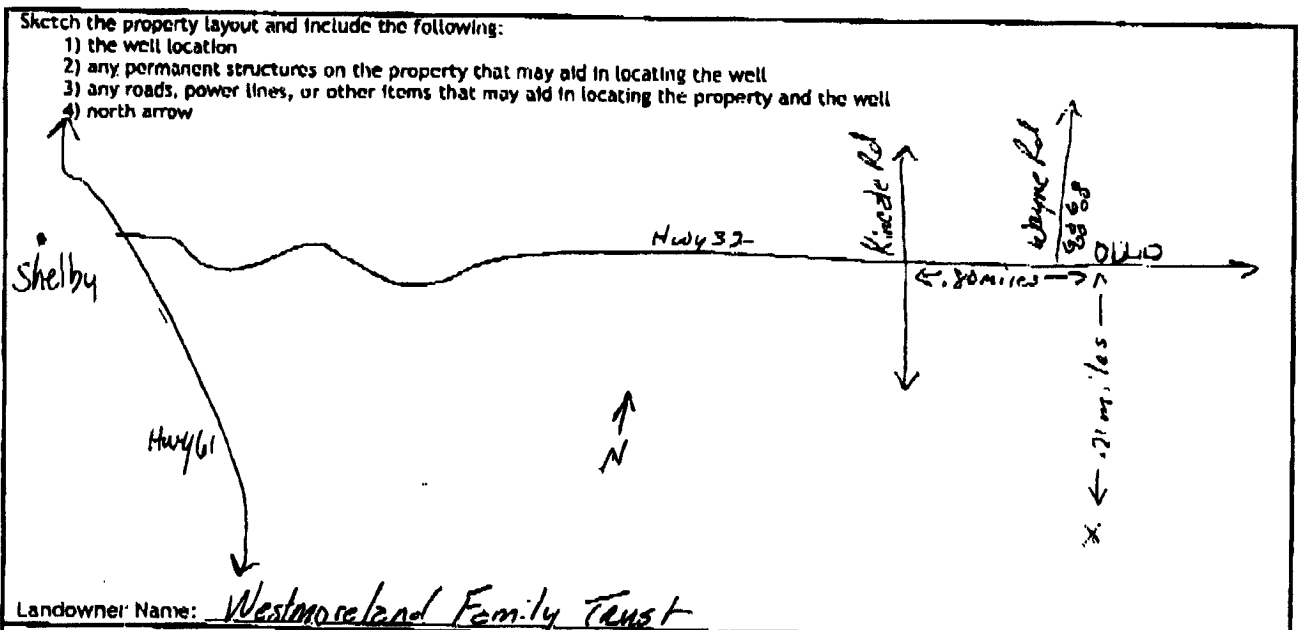 Sketch the property layout and include the following:
1) the well location
2) any permanent structures on the property that may aid in locating the well
3) any roads, power lines, or other items that may aid in locating the property and the well
4) north arrow
Kincade Rd
Wayne Rd
Hwy 32
Shelby
.80 miles
.21 miles
Hwy 61
N
X
Landowner Name: Westmoreland Family Trust